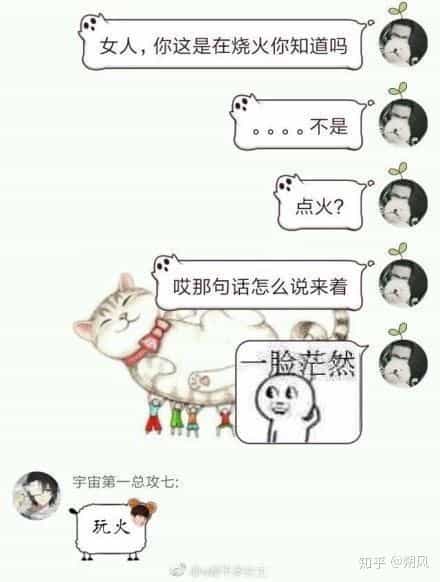 女人，你这是在烧火你知道吗
。。。。不是
点火？
哎那句话怎么说来着
一脸茫然
宇宙第一总攻七:
玩火
知乎 @朔风